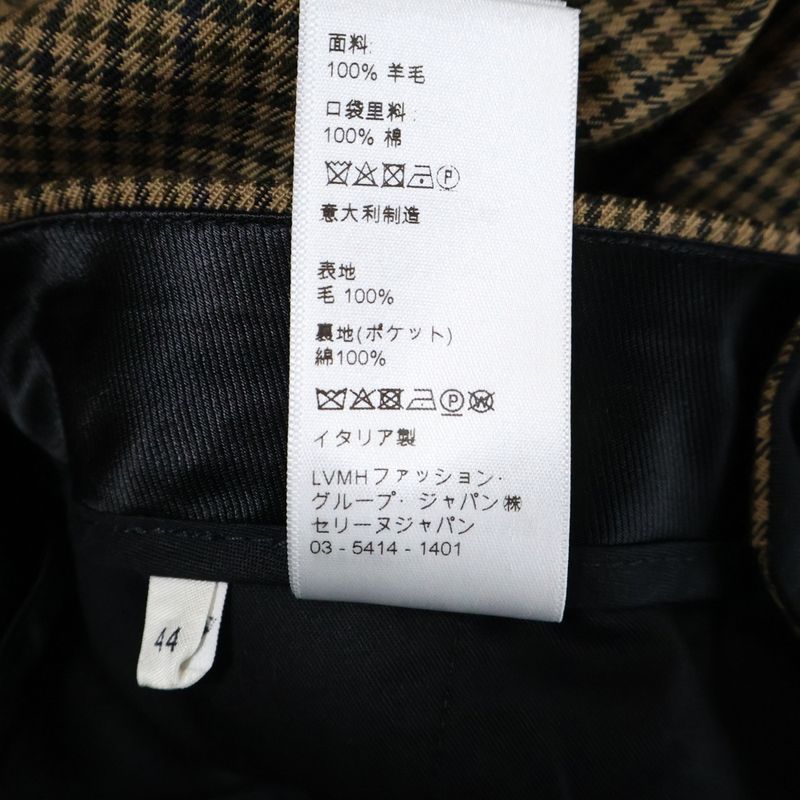 面料:
100% 羊毛
口袋里料:
100% 棉
意大利制造
表地
毛 100%
裏地(ポケット)
綿100%
イタリア製
LVMHファッション・
グループ・ジャパン㈱
セリーヌジャパン
03 - 5414 - 1401
44